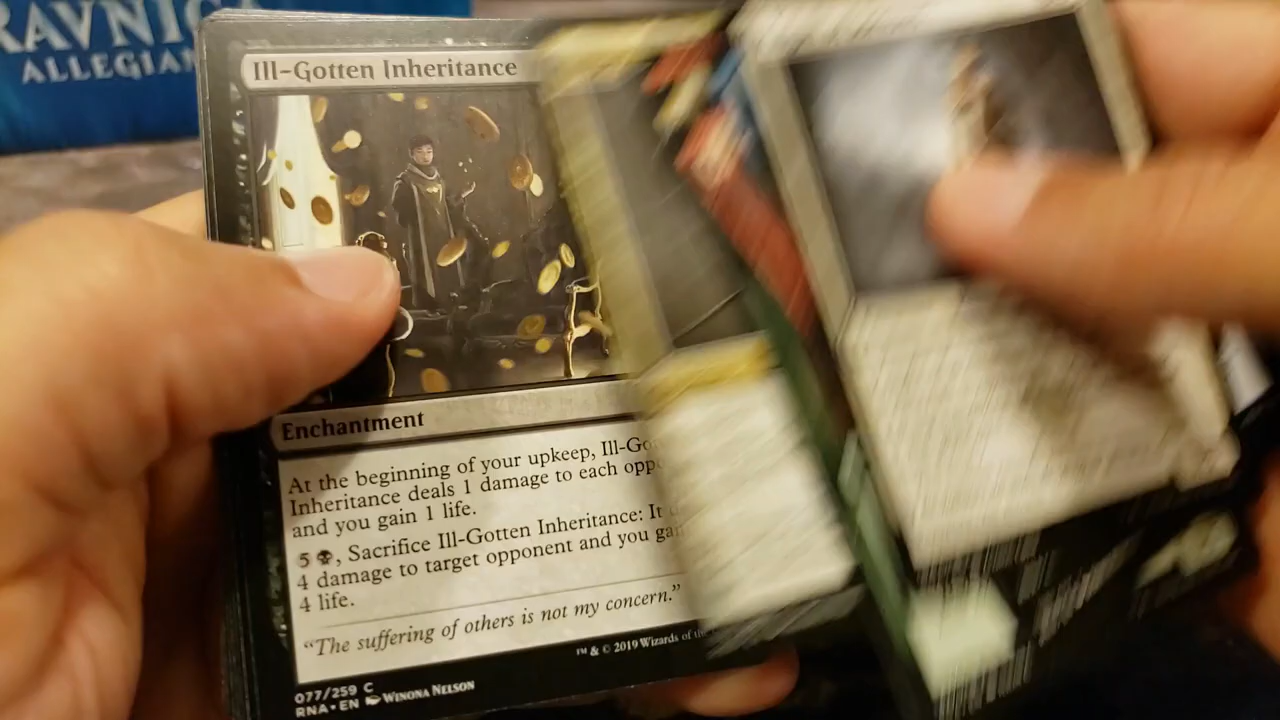 RAVNICA
ALLEGIAN
Ill-Gotten Inheritance
Enchantment
At the beginning of your upkeep, Ill-Go
Inheritance deals 1 damage to each opp
and you gain 1 life.
5 , Sacrifice Ill-Gotten Inheritance: It
4 damage to target opponent and you ga
4 life.
"The suffering of others is not my concern."
™ & © 2019 Wizards of the
077/259 C
RNA • EN Winona Nelson